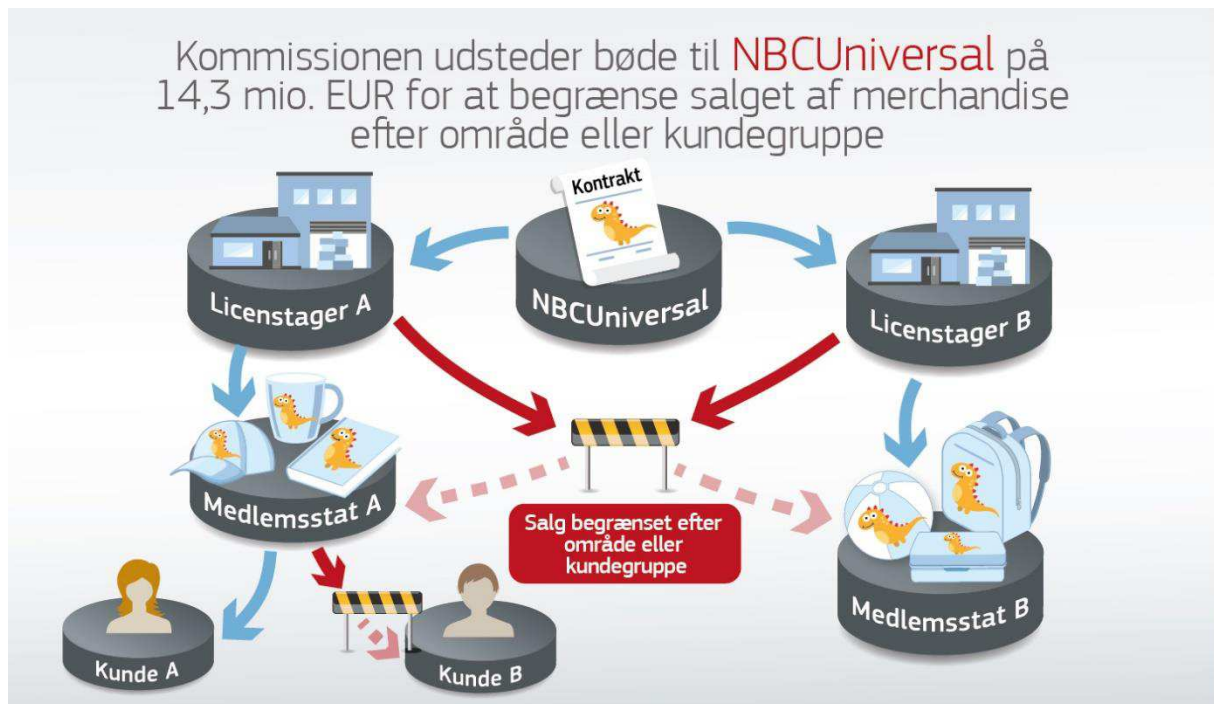 Kommissionen udsteder bøde til NBCUniversal på
14,3 mio. EUR for at begrænse salget af merchandise
efter område eller kundegruppe
Kontrakt
Licenstager A
NBCUniversal
Licenstager B
Medlemsstat A
Salg begrænset efter
område eller
kundegruppe
Medlemsstat B
Kunde A
Kunde B